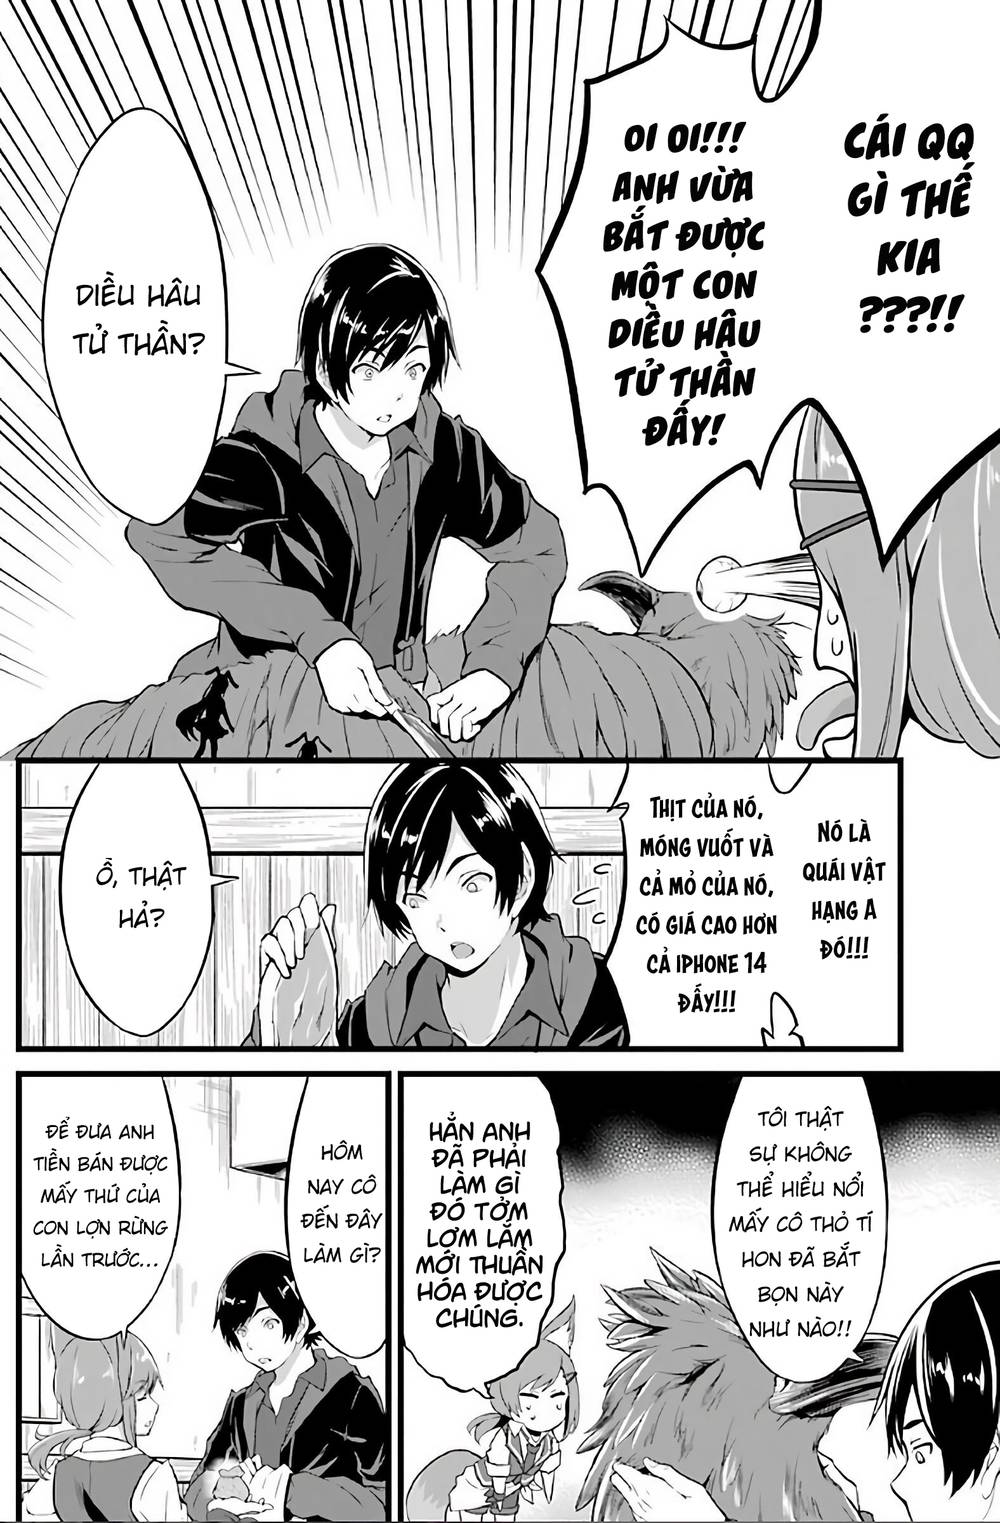 CÁI QQ
GÌ THẾ
KIA
???!!
OI OI!!!
ANH VỪA
BẮT ĐƯỢC
MỘT CON
DIỀU HÂU
TỬ THẦN
ĐẤY!
DIỀU HÂU
TỬ THẦN?
NÓ LÀ
QUÁI VẬT
HẠNG A
ĐÓ!!!
THỊT CỦA NÓ,
MÓNG VUỐT VÀ
CẢ MỎ CỦA NÓ,
CÓ GIÁ CAO HƠN
CẢ IPHONE 14
ĐẤY!!!
Ồ, THẬT
HẢ?
TÔI THẬT
SỰ KHÔNG
THỂ HIỂU NỔI
MẤY CÔ THỎ TÍ
HON ĐÃ BẮT
BỌN NÀY
NHƯ NÀO!!
HẲN ANH
ĐÃ PHẢI
LÀM GÌ
ĐÓ TỞM
LỢM LẮM
MỚI THUẦN
HÓA ĐƯỢC
CHÚNG.
HÔM
NAY CÔ
ĐẾN ĐÂY
LÀM GÌ?
ĐỂ ĐƯA ANH
TIỀN BÁN ĐƯỢC
MẤY THỨ CỦA
CON LỢN RỪNG
LẦN TRƯỚC...